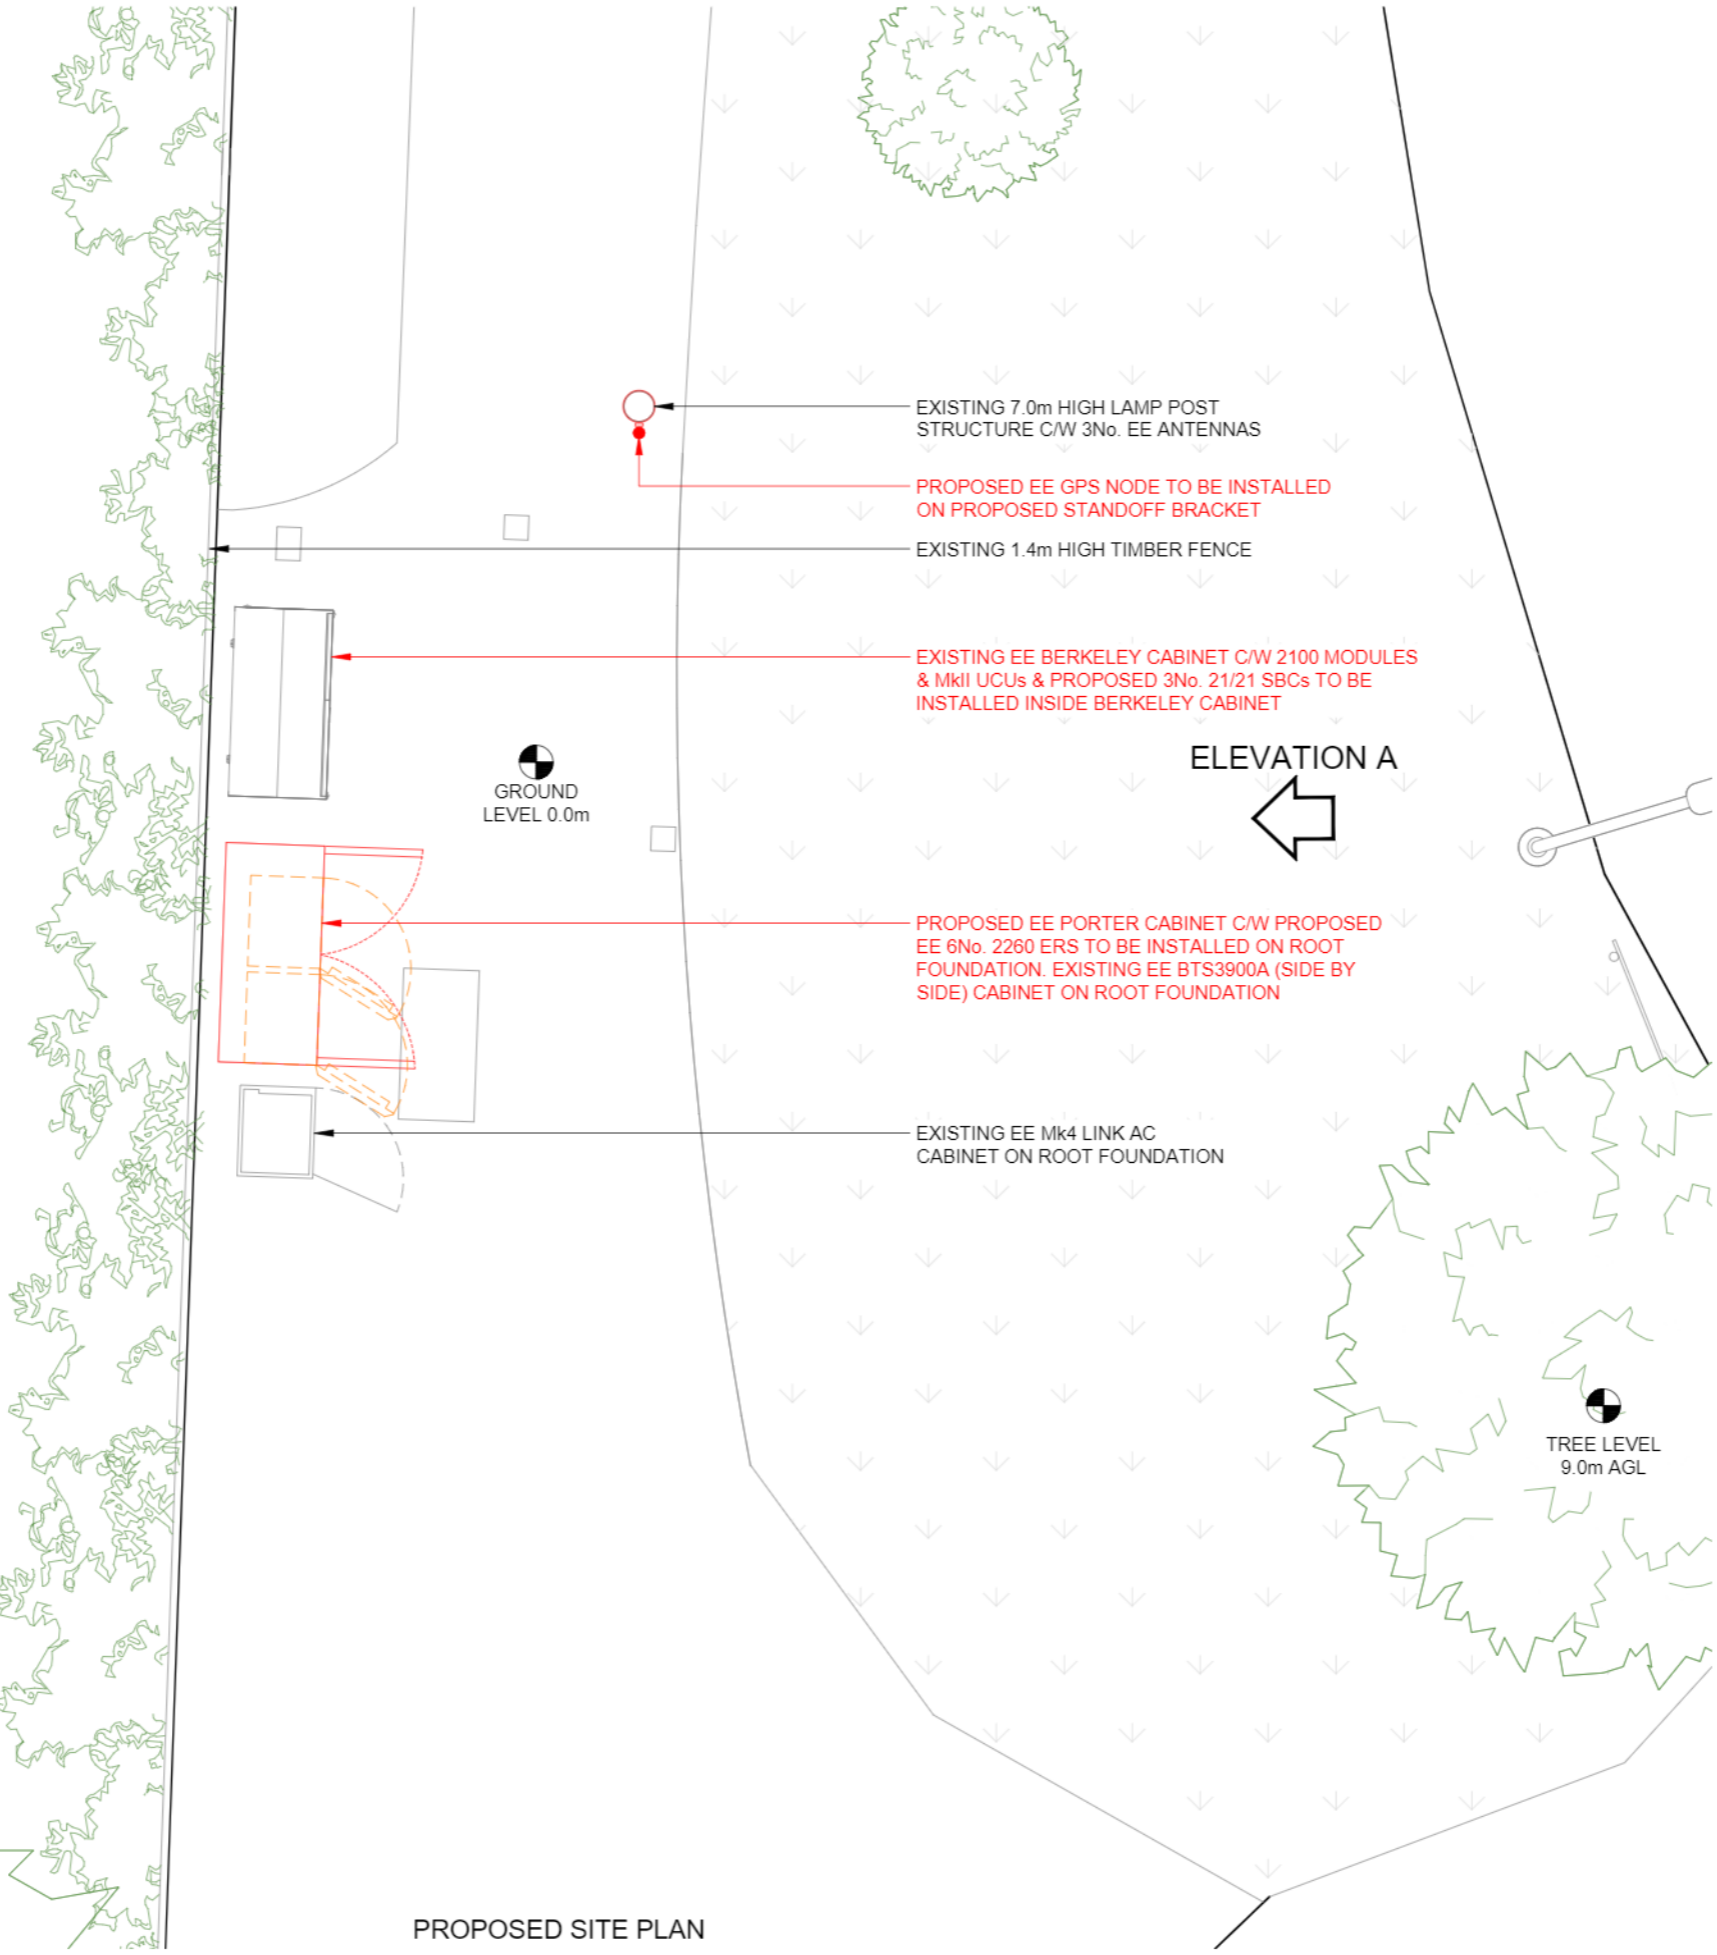 EXISTING 7.0m HIGH LAMP POST
STRUCTURE C/W 3No. EE ANTENNAS
PROPOSED EE GPS NODE TO BE INSTALLED
ON PROPOSED STANDOFF BRACKET
EXISTING 1.4m HIGH TIMBER FENCE
EXISTING EE BERKELEY CABINET C/W 2100 MODULES
& MkII UCUs & PROPOSED 3No. 21/21 SBCs TO BE
INSTALLED INSIDE BERKELEY CABINET
ELEVATION A
GROUND
LEVEL 0.0m
PROPOSED EE PORTER CABINET C/W PROPOSED
EE 6No. 2260 ERS TO BE INSTALLED ON ROOT
FOUNDATION. EXISTING EE BTS3900A (SIDE BY
SIDE) CABINET ON ROOT FOUNDATION
EXISTING EE Mk4 LINK AC
CABINET ON ROOT FOUNDATION
TREE LEVEL
9.0m AGL
PROPOSED SITE PLAN